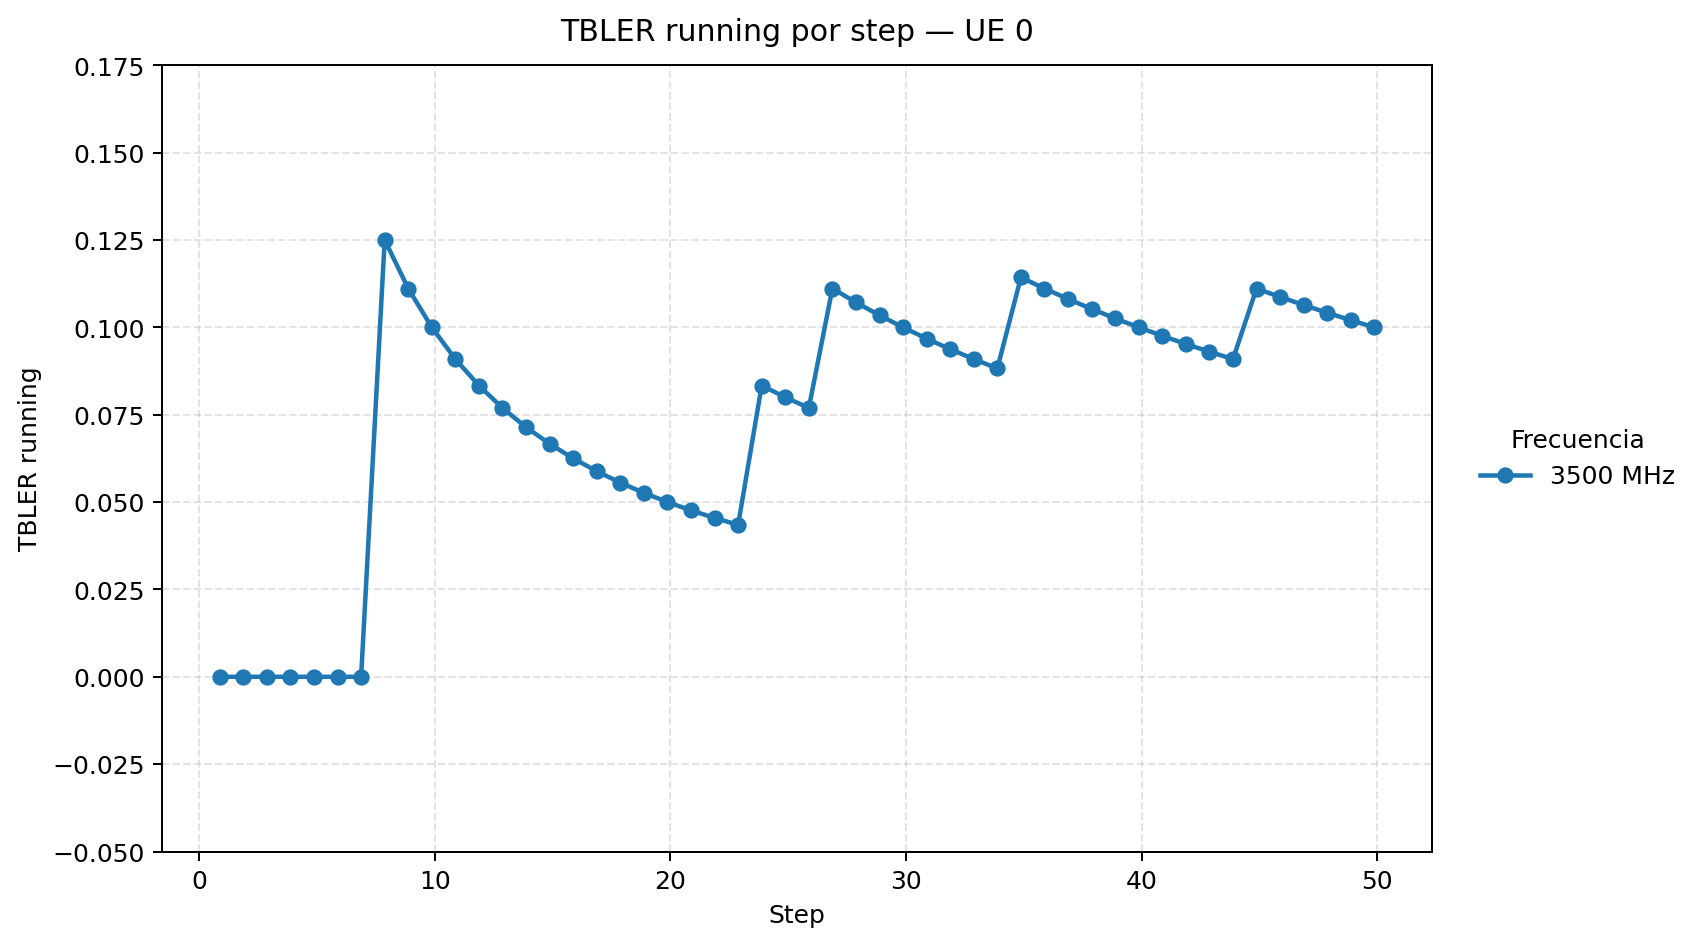 TBLER running por step — UE 0
0.175
0.150
0.125
0.100
0.075
0.050
0.025
0.000
−0.025
−0.050
TBLER running
0 10 20 30 40 50
Step
Frecuencia
3500 MHz